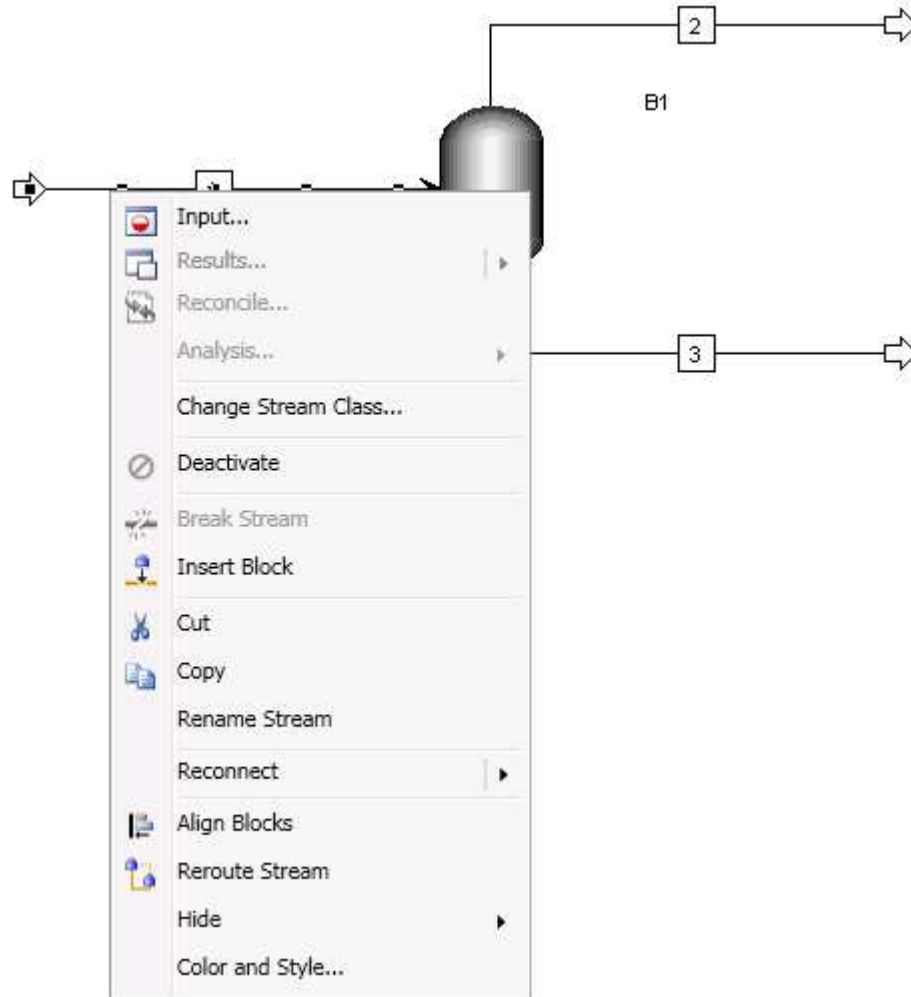 2
B1
Input...
Results...
Reconcile...
Analysis...
3
Change Stream Class...
Deactivate
Break Stream
Insert Block
Cut
Copy
Rename Stream
Reconnect
Align Blocks
Reroute Stream
Hide
Color and Style...